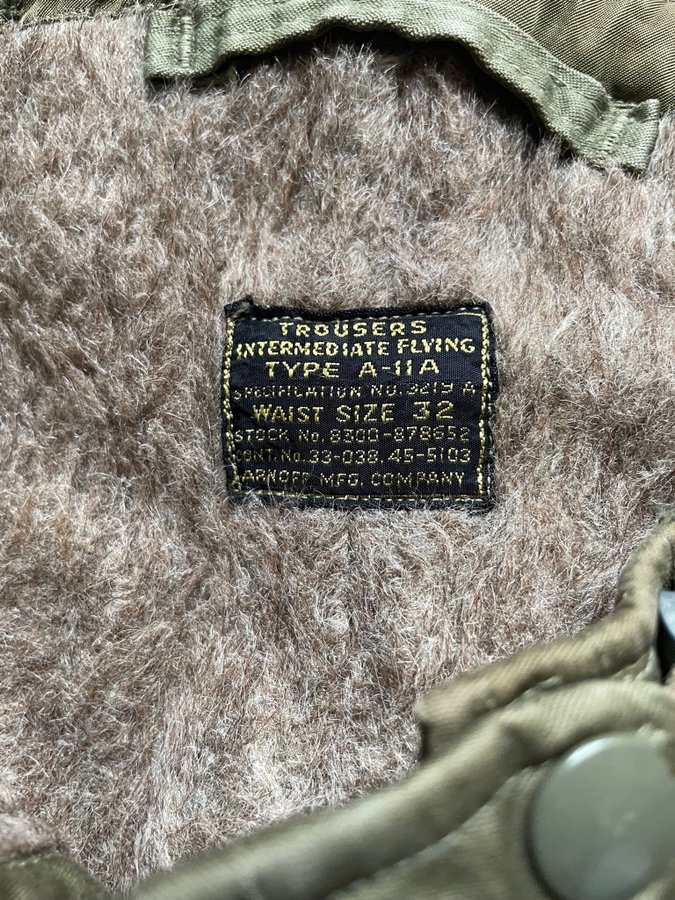 TROUSERS
INTERMEDIATE FLYING
TYPE A-11A
SPECIFICATION NO. 3219 A
WAIST SIZE 32
STOCK No. 8300-878652
CONT. No. 33-038 45-5103
MFG. COMPANY